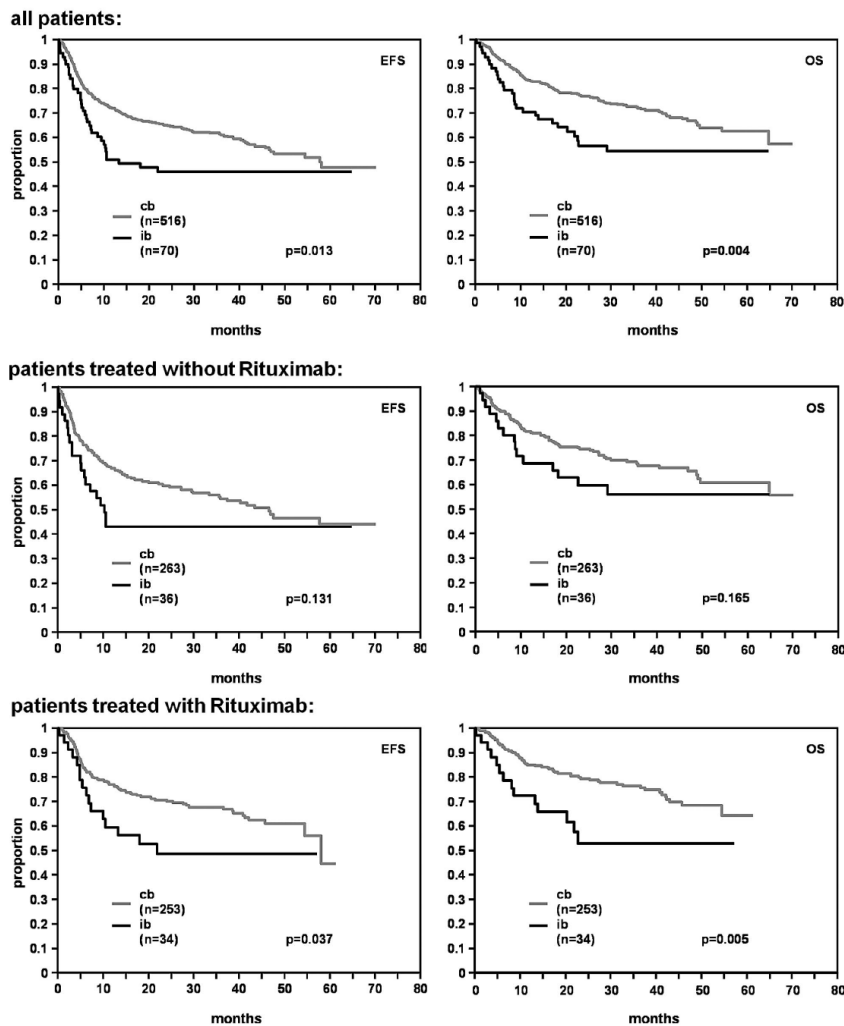 all patients:
EFS
proportion
1
0.9
0.8
0.7
0.6
0.5
0.4
0.3
0.2
0.1
0
cb
(n=516)
ib
(n=70)
p=0.013
0 10 20 30 40 50 60 70 80
months
OS
1
0.9
0.8
0.7
0.6
0.5
0.4
0.3
0.2
0.1
0
cb
(n=516)
ib
(n=70)
p=0.004
0 10 20 30 40 50 60 70 80
months
patients treated without Rituximab:
EFS
proportion
1
0.9
0.8
0.7
0.6
0.5
0.4
0.3
0.2
0.1
0
cb
(n=263)
ib
(n=36)
p=0.131
0 10 20 30 40 50 60 70 80
months
OS
1
0.9
0.8
0.7
0.6
0.5
0.4
0.3
0.2
0.1
0
cb
(n=263)
ib
(n=36)
p=0.165
0 10 20 30 40 50 60 70 80
months
patients treated with Rituximab:
EFS
proportion
1
0.9
0.8
0.7
0.6
0.5
0.4
0.3
0.2
0.1
0
cb
(n=253)
ib
(n=34)
p=0.037
0 10 20 30 40 50 60 70 80
months
OS
1
0.9
0.8
0.7
0.6
0.5
0.4
0.3
0.2
0.1
0
cb
(n=253)
ib
(n=34)
p=0.005
0 10 20 30 40 50 60 70 80
months